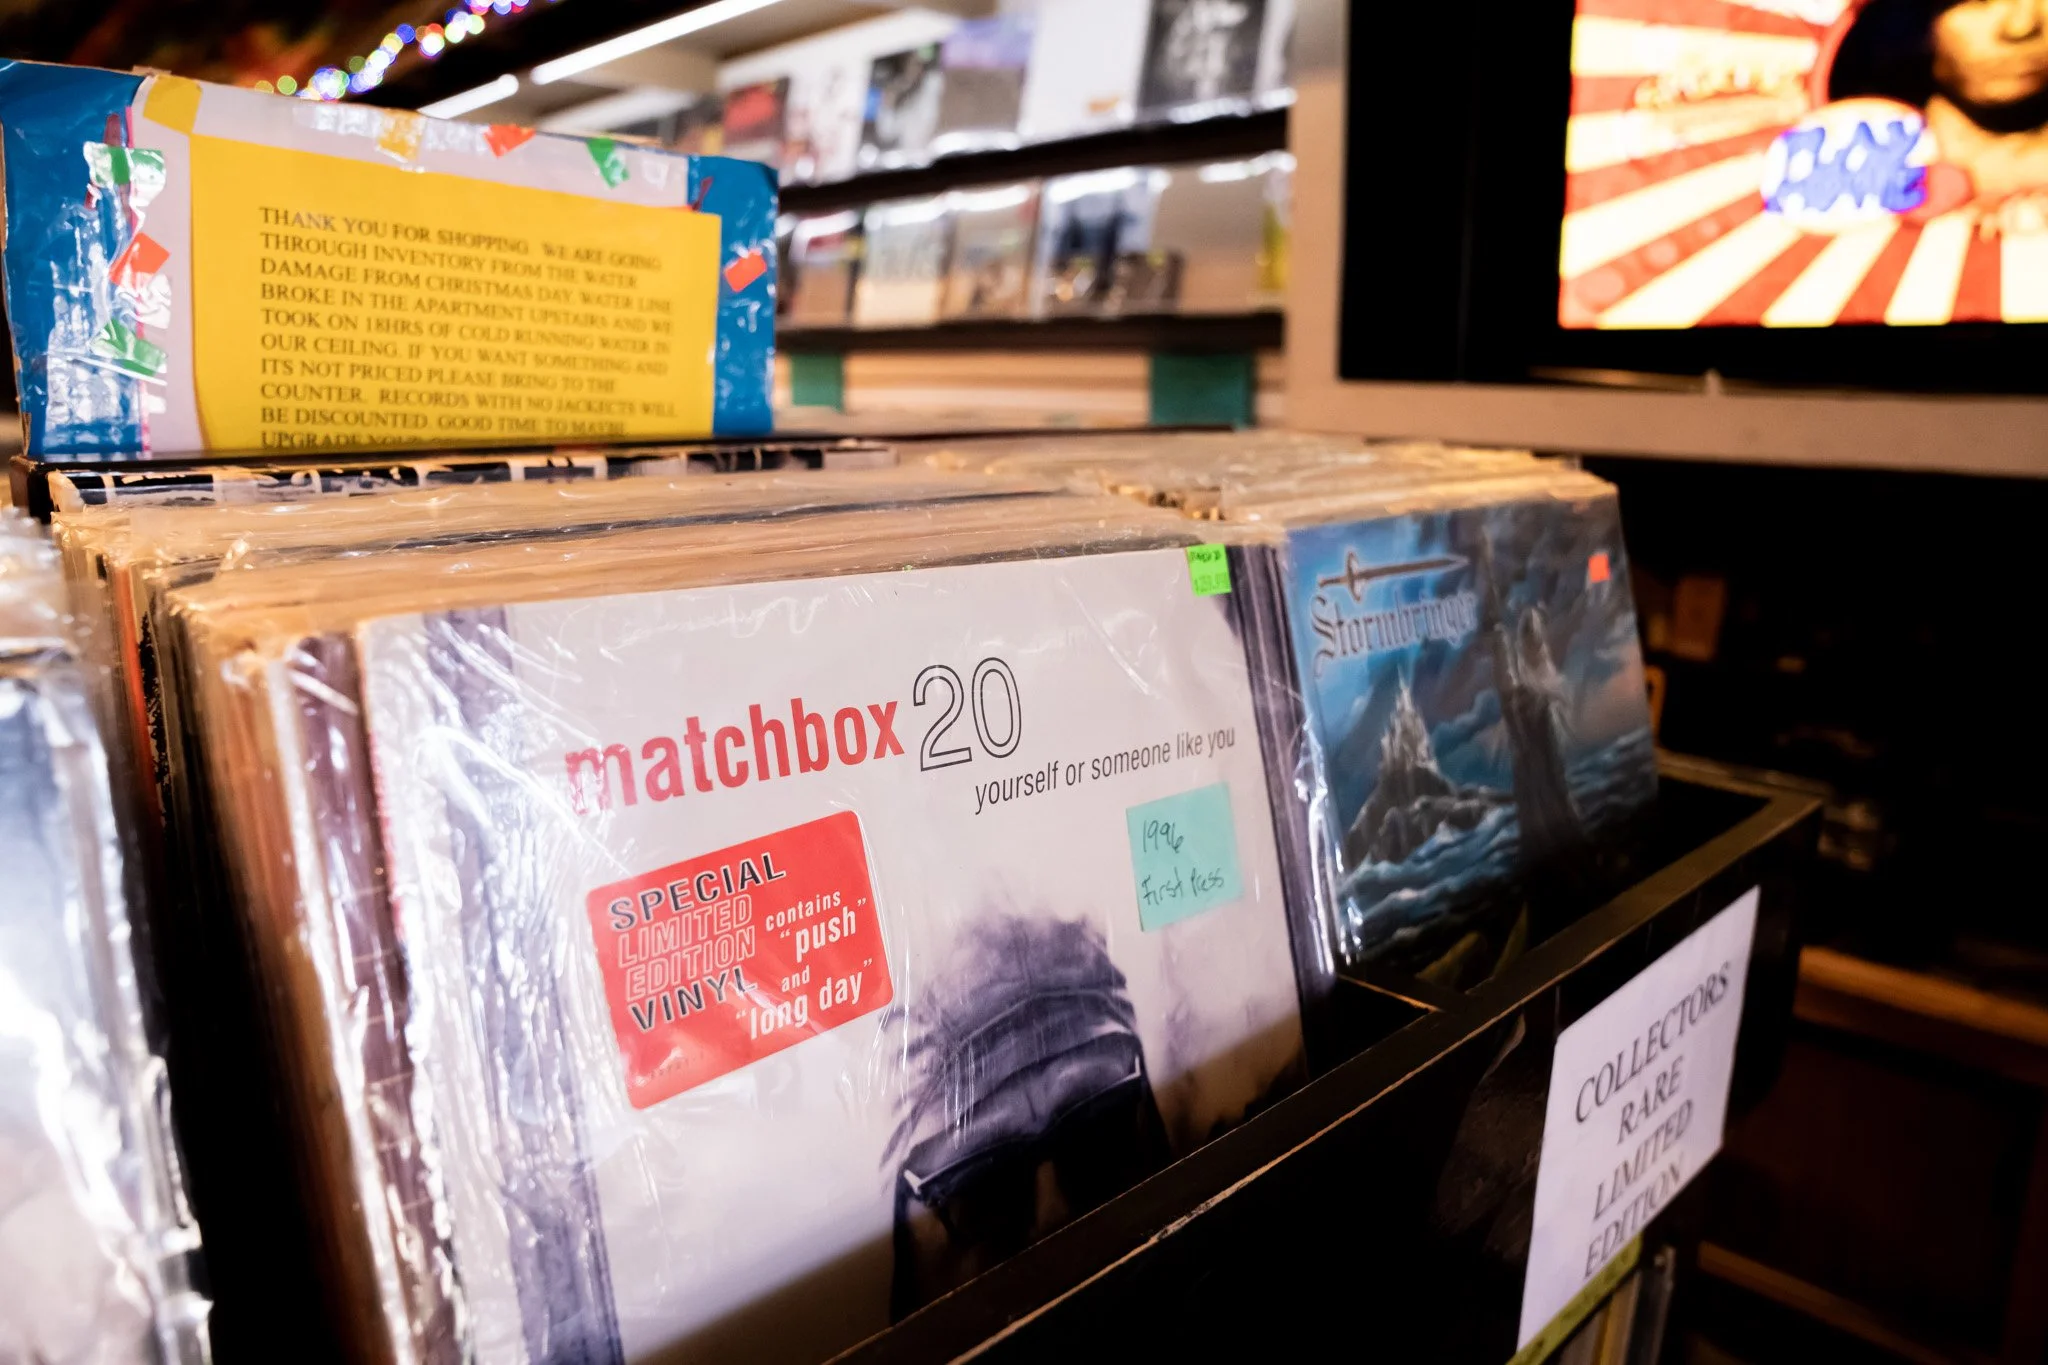 THANK YOU FOR SHOPPING. WE ARE GOING
THROUGH INVENTORY FROM THE WATER
DAMAGE FROM CHRISTMAS DAY. WATER LINE
BROKE IN THE APARTMENT UPSTAIRS AND WE
TOOK ON 18HRS OF COLD RUNNING WATER IN
OUR CEILING. IF YOU WANT SOMETHING AND
ITS NOT PRICED PLEASE BRING TO THE
COUNTER. RECORDS WITH NO JACKETS WILL
BE DISCOUNTED. GOOD TIME TO MAYBE
UPGRADE
matchbox 20
yourself or someone like you
SPECIAL
LIMITED
EDITION
VINYL
contains
"push"
and
"long day"
1996
First Press
Stormbringer
COLLECTORS
RARE
LIMITED
EDITION
PLAY